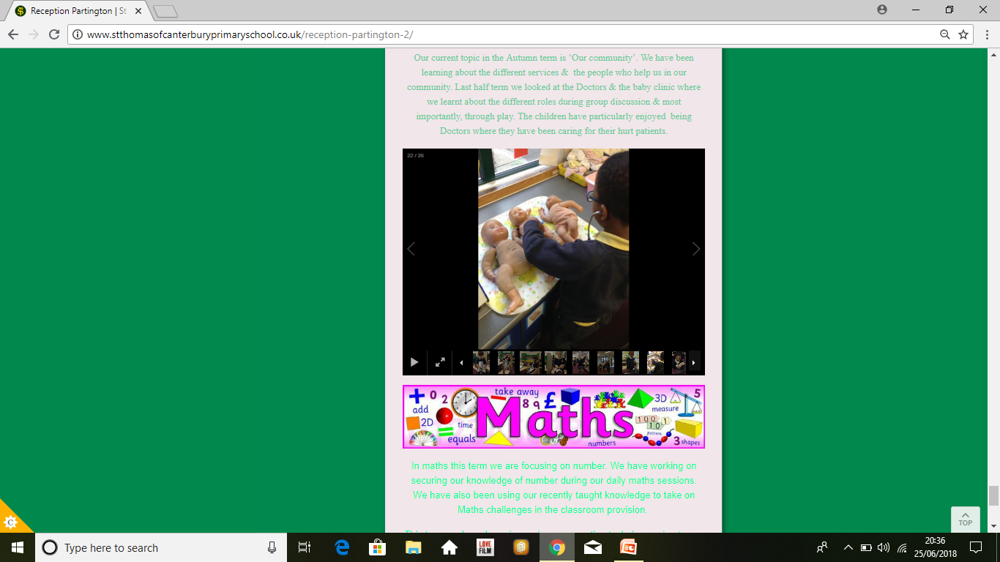 Reception Partington | St
www.stthomasofcanterburyprimaryschool.co.uk/reception-partington-2/
Our current topic in the Autumn term is ‘Our community’. We have been
learning about the different services & the people who help us in our
community. Last half term we looked at the Doctors & the baby clinic where
we learnt about the different roles during group discussion & most
importantly, through play. The children have particularly enjoyed being
Doctors where they have been caring for their hurt patients.
22 / 26
+ 0 2 take away 8 9 £ 3D 5
add measure
2D time Maths 100 10 1
equals pattern
numbers 3 shapes
In maths this term we are focusing on number. We have working on
securing our knowledge of number during our daily maths sessions.
We have also been using our recently taught knowledge to take on
Maths challenges in the classroom provision.
TOP
Type here to search
LOVE FiLM
20:36
25/06/2018